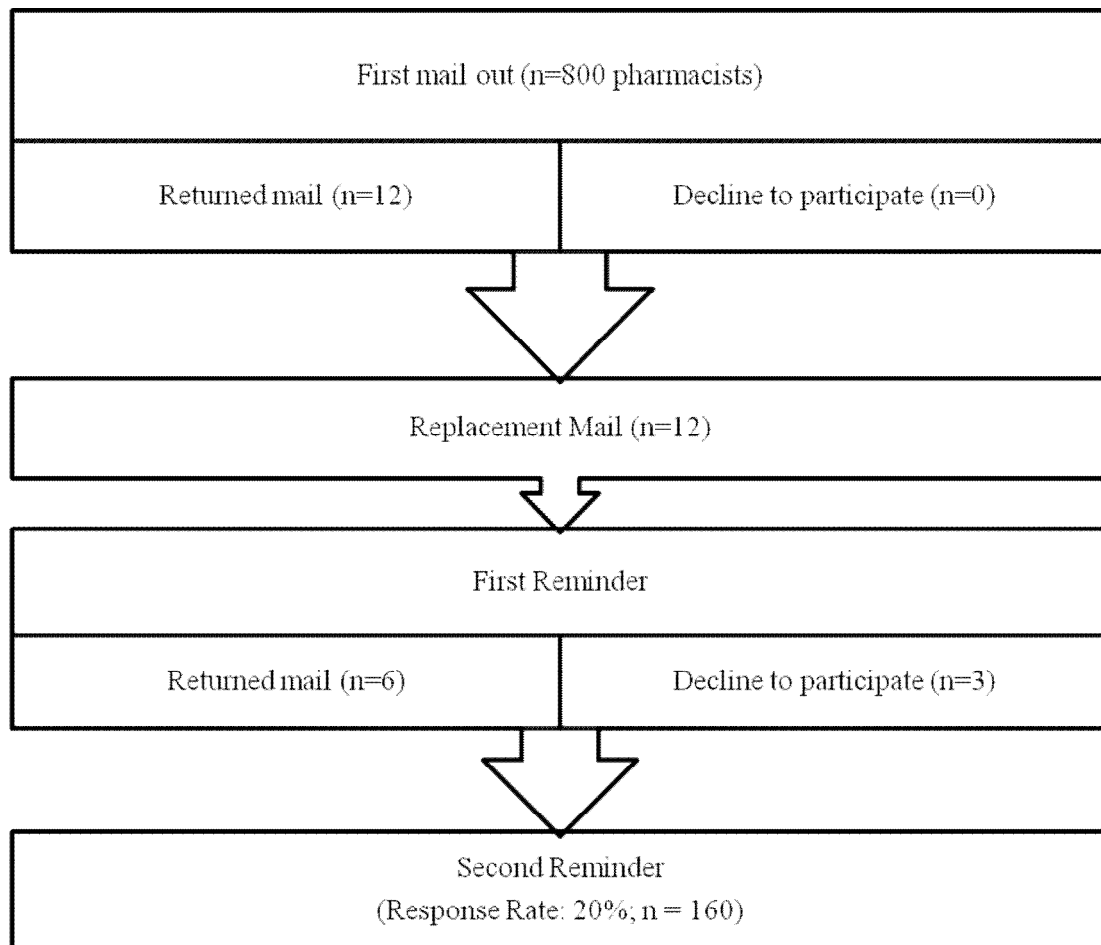 First mail out (n=800 pharmacists)
Returned mail (n=12)
Decline to participate (n=0)
Replacement Mail (n=12)
First Reminder
Returned mail (n=6)
Decline to participate (n=3)
Second Reminder
(Response Rate: 20%; n = 160)